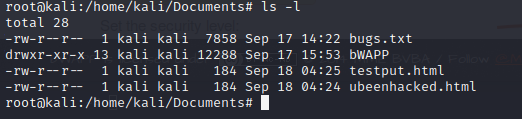 root@kali:/home/kali/Documents# ls -l
total 28
-rw-r--r--  1 kali kali  7858 Sep 17 14:22 bugs.txt
drwxr-xr-x 13 kali kali 12288 Sep 17 15:53 bWAPP
-rw-r--r--  1 kali kali   184 Sep 18 04:25 testput.html
-rw-r--r--  1 kali kali   184 Sep 18 04:24 ubeenhacked.html
root@kali:/home/kali/Documents#